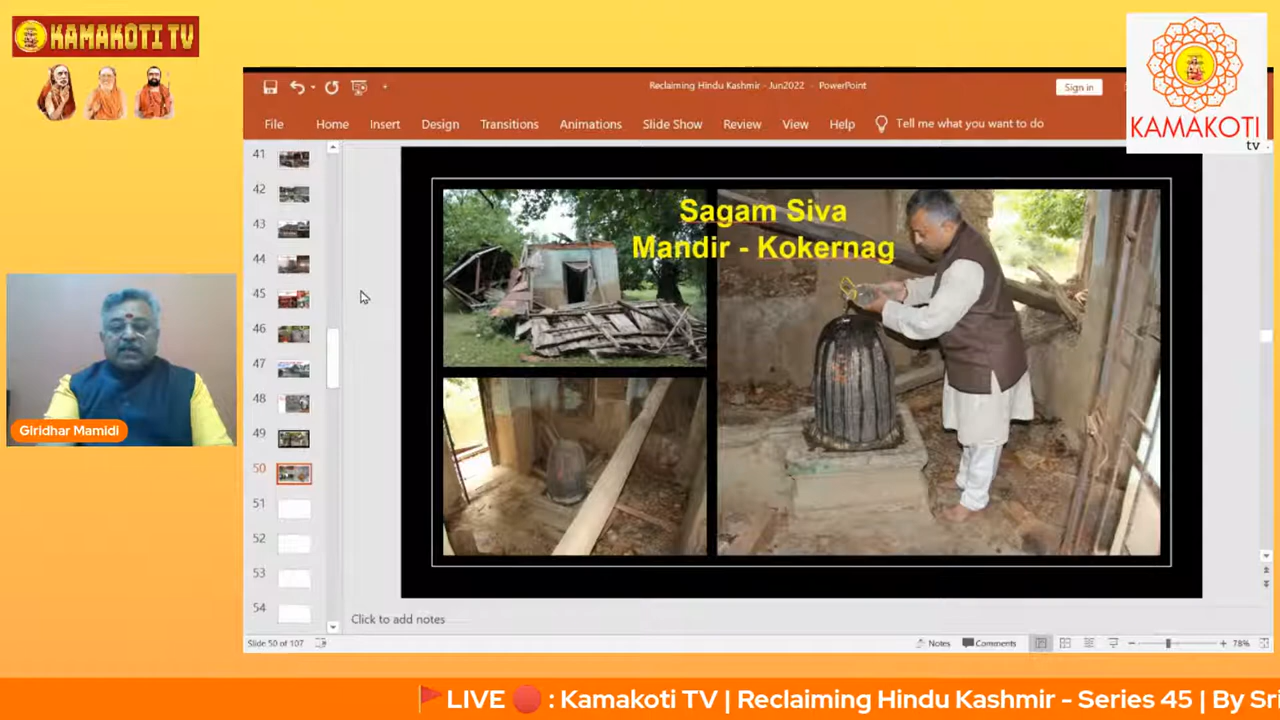 KAMAKOTI TV
KAMAKOTI
tv
Reclaiming Hindu Kashmir - Jun2022 - PowerPoint
Sign in
File Home Insert Design Transitions Animations Slide Show Review View Help Tell me what you want to do
41
42
43
44
45
46
47
48
49
50
51
52
53
54
Sagam Siva
Mandir - Kokernag
Giridhar Mamidi
Click to add notes
Slide 50 of 107
Notes Comments 78%
LIVE : Kamakoti TV | Reclaiming Hindu Kashmir - Series 45 | By Sri